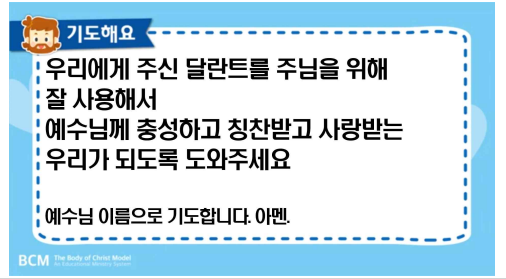 기도해요
우리에게 주신 달란트를 주님을 위해
잘 사용해서
예수님께 충성하고 칭찬받고 사랑받는
우리가 되도록 도와주세요
예수님 이름으로 기도합니다. 아멘.
BCM The Body of Christ Model
An Educational Ministry System